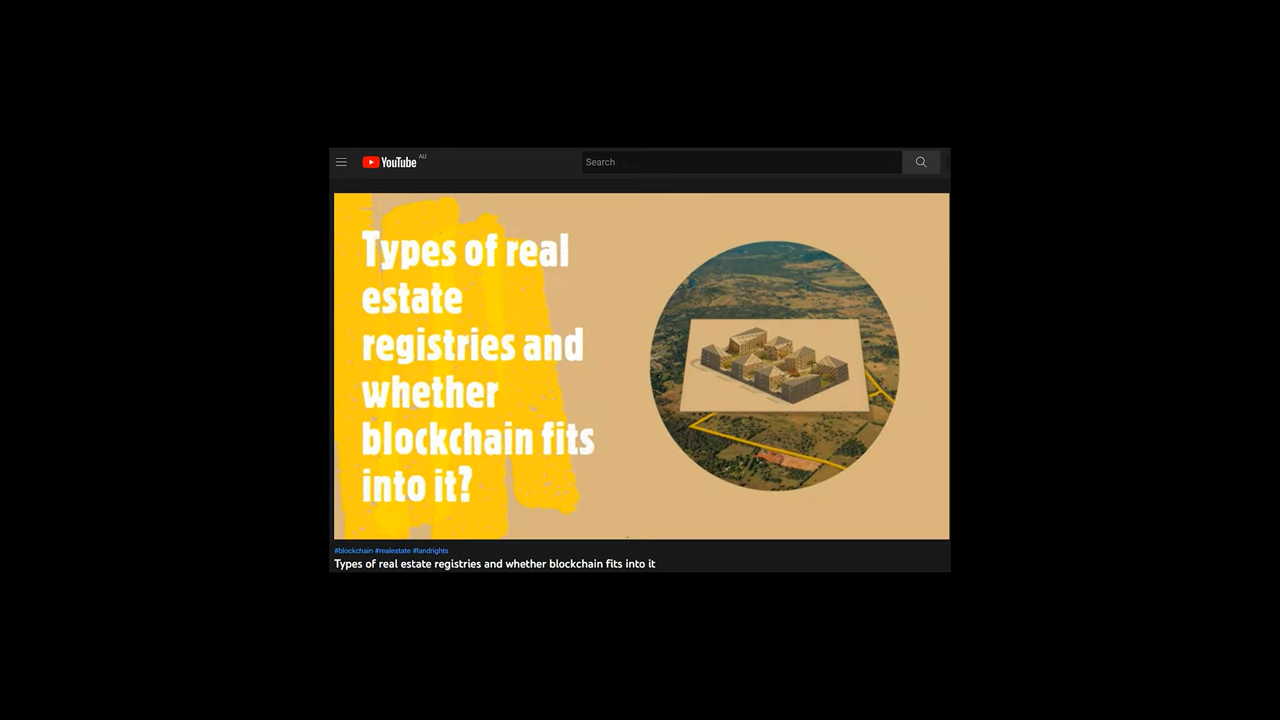 YouTube AU
Search
Types of real
estate
registries and
whether
blockchain fits
into it?
#blockchain #realestate #landrights
Types of real estate registries and whether blockchain fits into it